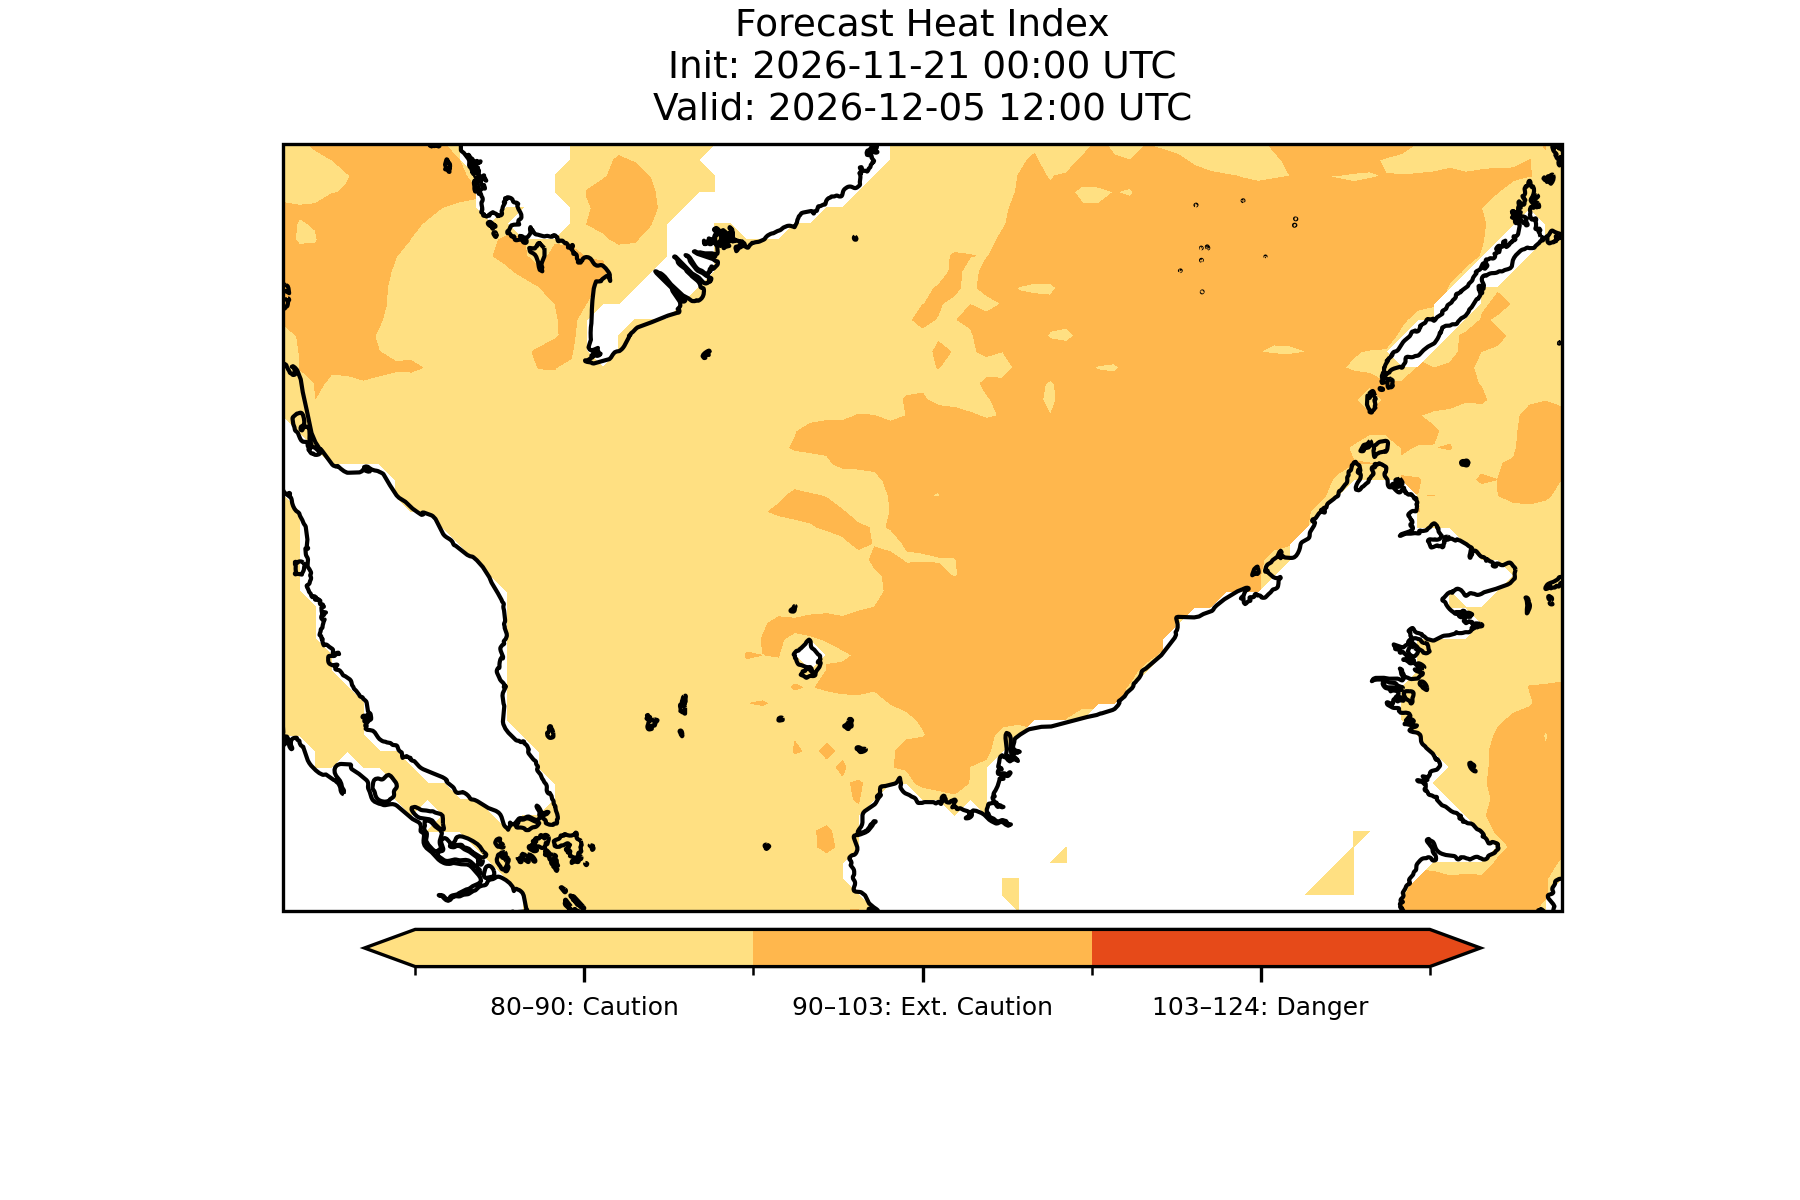 Forecast Heat Index
Init: 2026-11-21 00:00 UTC
Valid: 2026-12-05 12:00 UTC
80–90: Caution
90–103: Ext. Caution
103–124: Danger